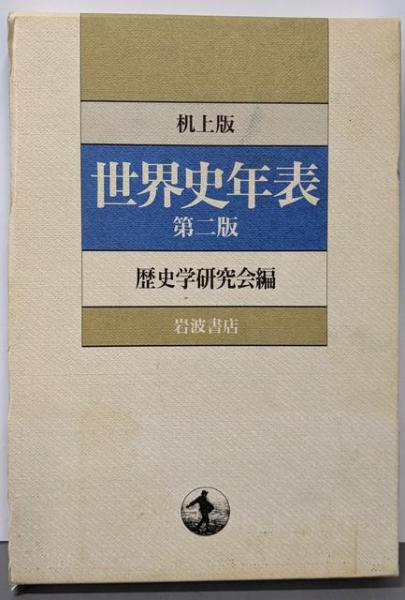 机上版
世界史年表
第二版
歴史学研究会編
岩波書店